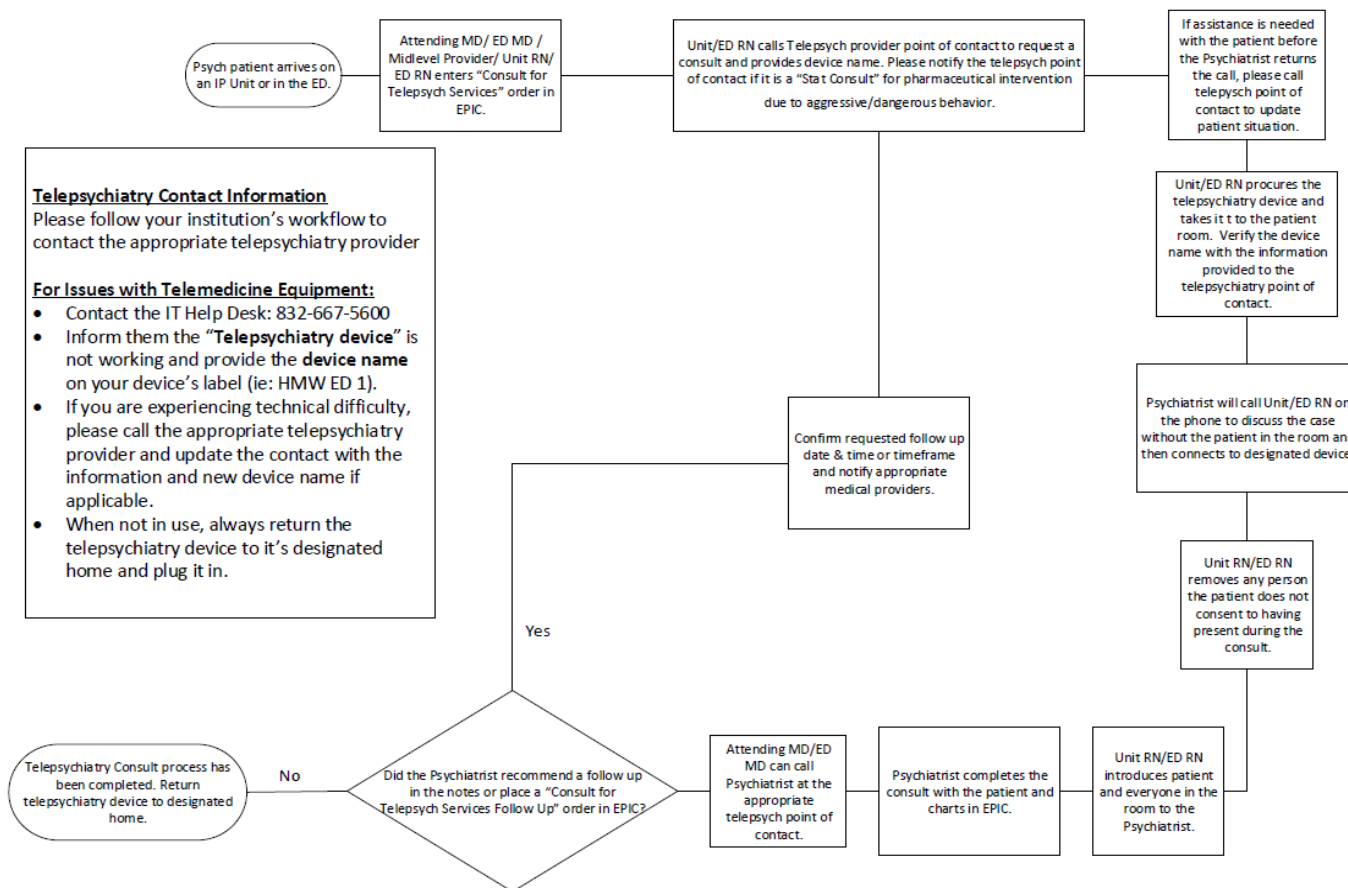 Psych patient arrives on
an IP Unit or in the ED.
Attending MD/ ED MD /
Midlevel Provider/ Unit RN/
ED RN enters “Consult for
Telepsych Services” order in
EPIC.
Unit/ED RN calls Telepsych provider point of contact to request a
consult and provides device name. Please notify the telepsych point
of contact if it is a “Stat Consult” for pharmaceutical intervention
due to aggressive/dangerous behavior.
If assistance is needed
with the patient before
the Psychiatrist returns
the call, please call
telepysch point of
contact to update
patient situation.
Unit/ED RN procures the
telepsychiatry device and
takes it t to the patient
room. Verify the device
name with the information
provided to the
telepsychiatry point of
contact.
Psychiatrist will call Unit/ED RN on
the phone to discuss the case
without the patient in the room and
then connects to designated device
Unit RN/ED RN
removes any person
the patient does not
consent to having
present during the
consult.
Unit RN/ED RN
introduces patient
and everyone in the
room to the
Psychiatrist.
Psychiatrist completes the
consult with the patient and
charts in EPIC.
Attending MD/ED
MD can call
Psychiatrist at the
appropriate
telepsych point of
contact.
Did the Psychiatrist recommend a follow up
in the notes or place a “Consult for
Telepsych Services Follow Up” order in EPIC?
Yes
Confirm requested follow up
date & time or timeframe
and notify appropriate
medical providers.
No
Telepsychiatry Consult process has
been completed. Return
telepsychiatry device to designated
home.
Telepsychiatry Contact Information
Please follow your institution’s workflow to
contact the appropriate telepsychiatry provider
For Issues with Telemedicine Equipment:
• Contact the IT Help Desk: 832-667-5600
• Inform them the “Telepsychiatry device” is
not working and provide the device name
on your device’s label (ie: HMW ED 1).
• If you are experiencing technical difficulty,
please call the appropriate telepsychiatry
provider and update the contact with the
information and new device name if
applicable.
• When not in use, always return the
telepsychiatry device to it’s designated
home and plug it in.